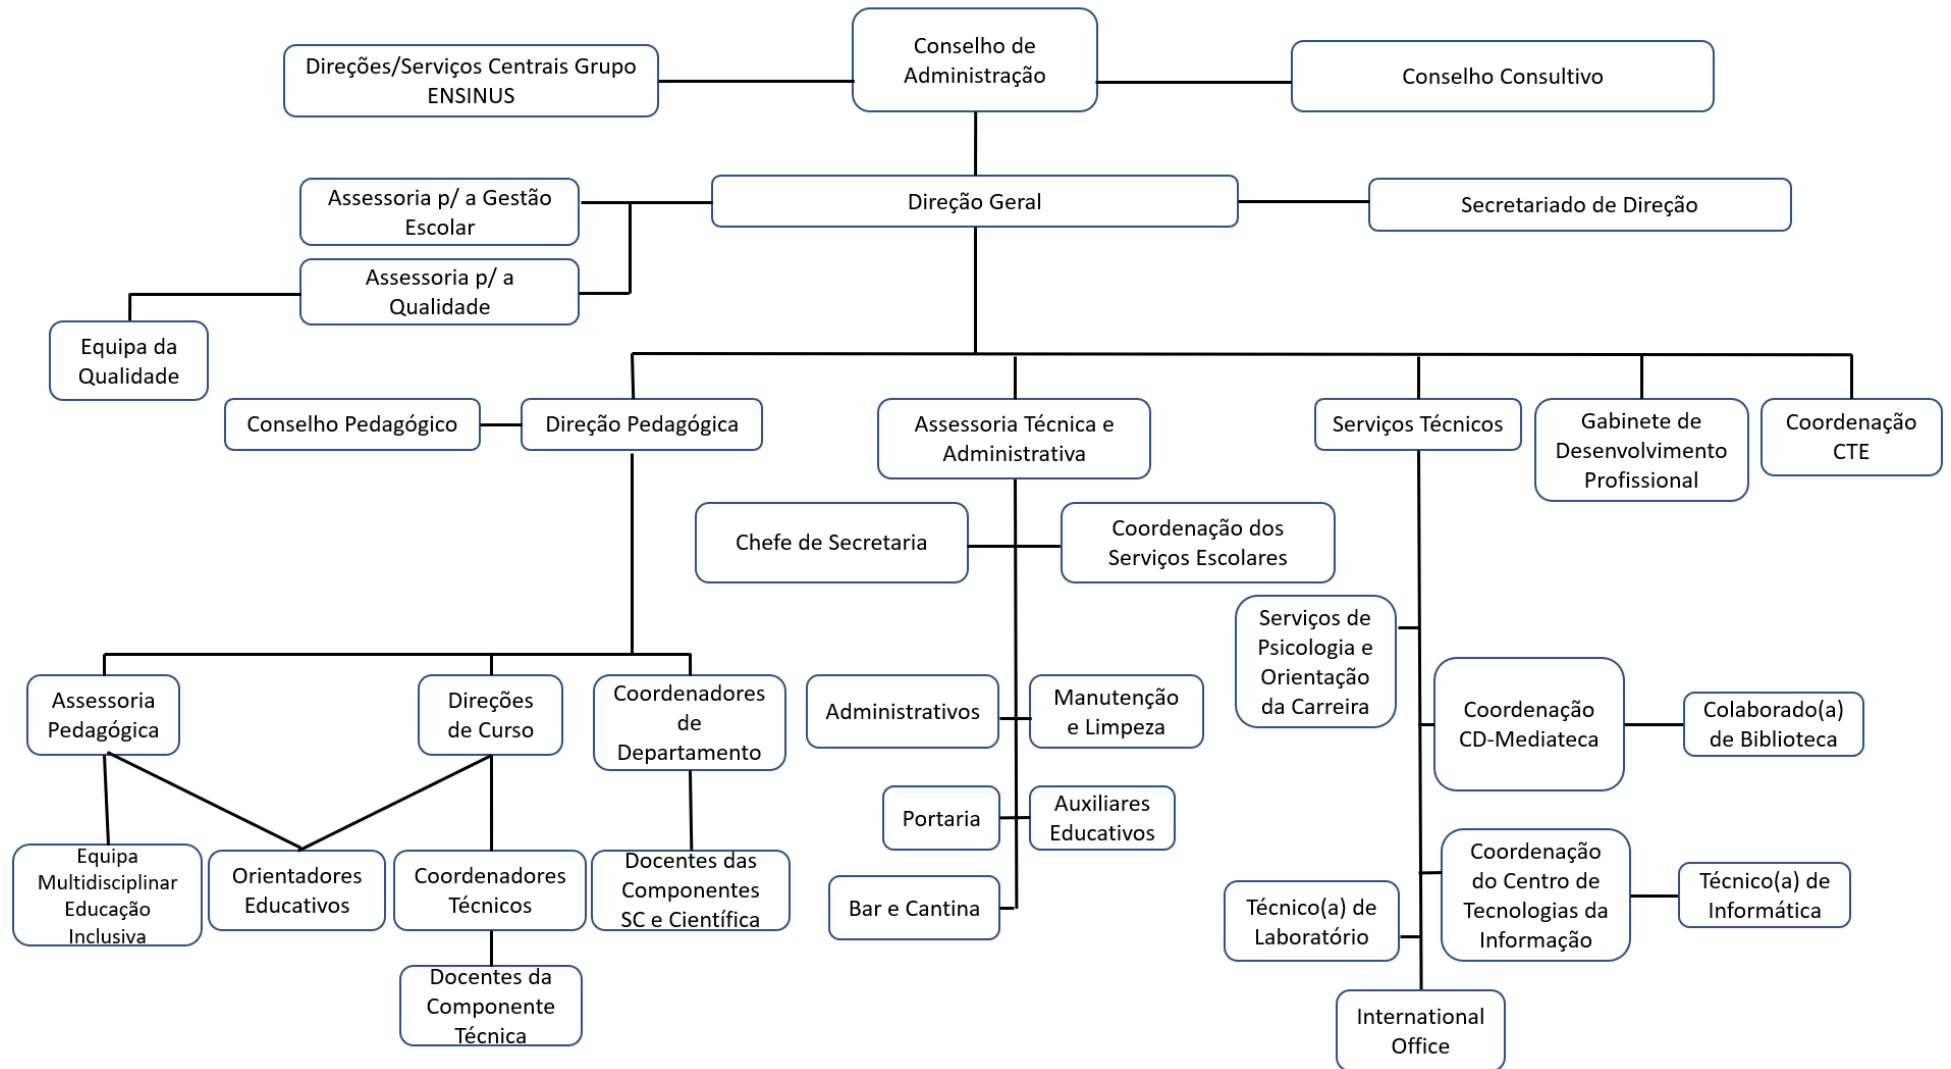 Conselho de
Administração
Direções/Serviços Centrais Grupo
ENSINUS
Conselho Consultivo
Assessoria p/ a Gestão
Escolar
Direção Geral
Secretariado de Direção
Assessoria p/ a
Qualidade
Equipa da
Qualidade
Conselho Pedagógico
Direção Pedagógica
Assessoria Técnica e
Administrativa
Serviços Técnicos
Gabinete de
Desenvolvimento
Profissional
Coordenação
CTE
Chefe de Secretaria
Coordenação dos
Serviços Escolares
Serviços de
Psicologia e
Orientação
da Carreira
Assessoria
Pedagógica
Direções
de Curso
Coordenadores
de
Departamento
Administrativos
Manutenção
e Limpeza
Coordenação
CD-Mediateca
Colaborado(a)
de Biblioteca
Portaria
Auxiliares
Educativos
Equipa
Multidisciplinar
Educação
Inclusiva
Orientadores
Educativos
Coordenadores
Técnicos
Docentes das
Componentes
SC e Científica
Bar e Cantina
Técnico(a) de
Laboratório
Coordenação
do Centro de
Tecnologias da
Informação
Técnico(a) de
Informática
Docentes da
Componente
Técnica
International
Office